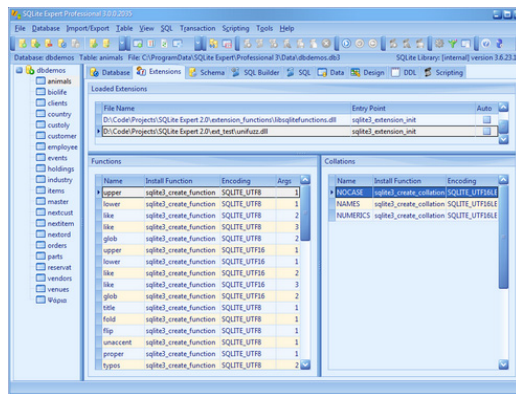 SQLite Expert Professional 3.0.0.2035
File Database Import/Export Table View SQL Transaction Scripting Tools Help
Database: dbdemos Table: animals File: C:\ProgramData\SQLite Expert\Professional 3\Data\dbdemos.db3 SQLite Library: [internal] version 3.6.23.1
dbdemos
animals
biolife
clients
country
custoly
customer
employee
events
holdings
industry
items
master
nextcust
nextitem
nextord
orders
parts
reservat
vendors
venues
Ψάρια
Database Extensions Schema SQL Builder SQL Data Design DDL Scripting
Loaded Extensions
File Name Entry Point Auto
D:\Code\Projects\SQLite Expert 2.0\extension_functions\libsqlitefunctions.dll sqlite3_extension_init
D:\Code\Projects\SQLite Expert 2.0\ext_test\unifuzz.dll sqlite3_extension_init
Functions
Name Install Function Encoding Args
upper sqlite3_create_function SQLITE_UTF8 1
lower sqlite3_create_function SQLITE_UTF8 1
like sqlite3_create_function SQLITE_UTF8 2
like sqlite3_create_function SQLITE_UTF8 3
glob sqlite3_create_function SQLITE_UTF8 2
upper sqlite3_create_function SQLITE_UTF16 1
lower sqlite3_create_function SQLITE_UTF16 1
like sqlite3_create_function SQLITE_UTF16 2
like sqlite3_create_function SQLITE_UTF16 3
glob sqlite3_create_function SQLITE_UTF16 2
title sqlite3_create_function SQLITE_UTF8 1
fold sqlite3_create_function SQLITE_UTF8 1
flip sqlite3_create_function SQLITE_UTF8 1
unaccent sqlite3_create_function SQLITE_UTF8 1
proper sqlite3_create_function SQLITE_UTF8 1
typos sqlite3_create_function SQLITE_UTF8 2
Collations
Name Install Function Encoding
NOCASE sqlite3_create_collation SQLITE_UTF16LE
NAMES sqlite3_create_collation SQLITE_UTF16LE
NUMERICS sqlite3_create_collation SQLITE_UTF16LE